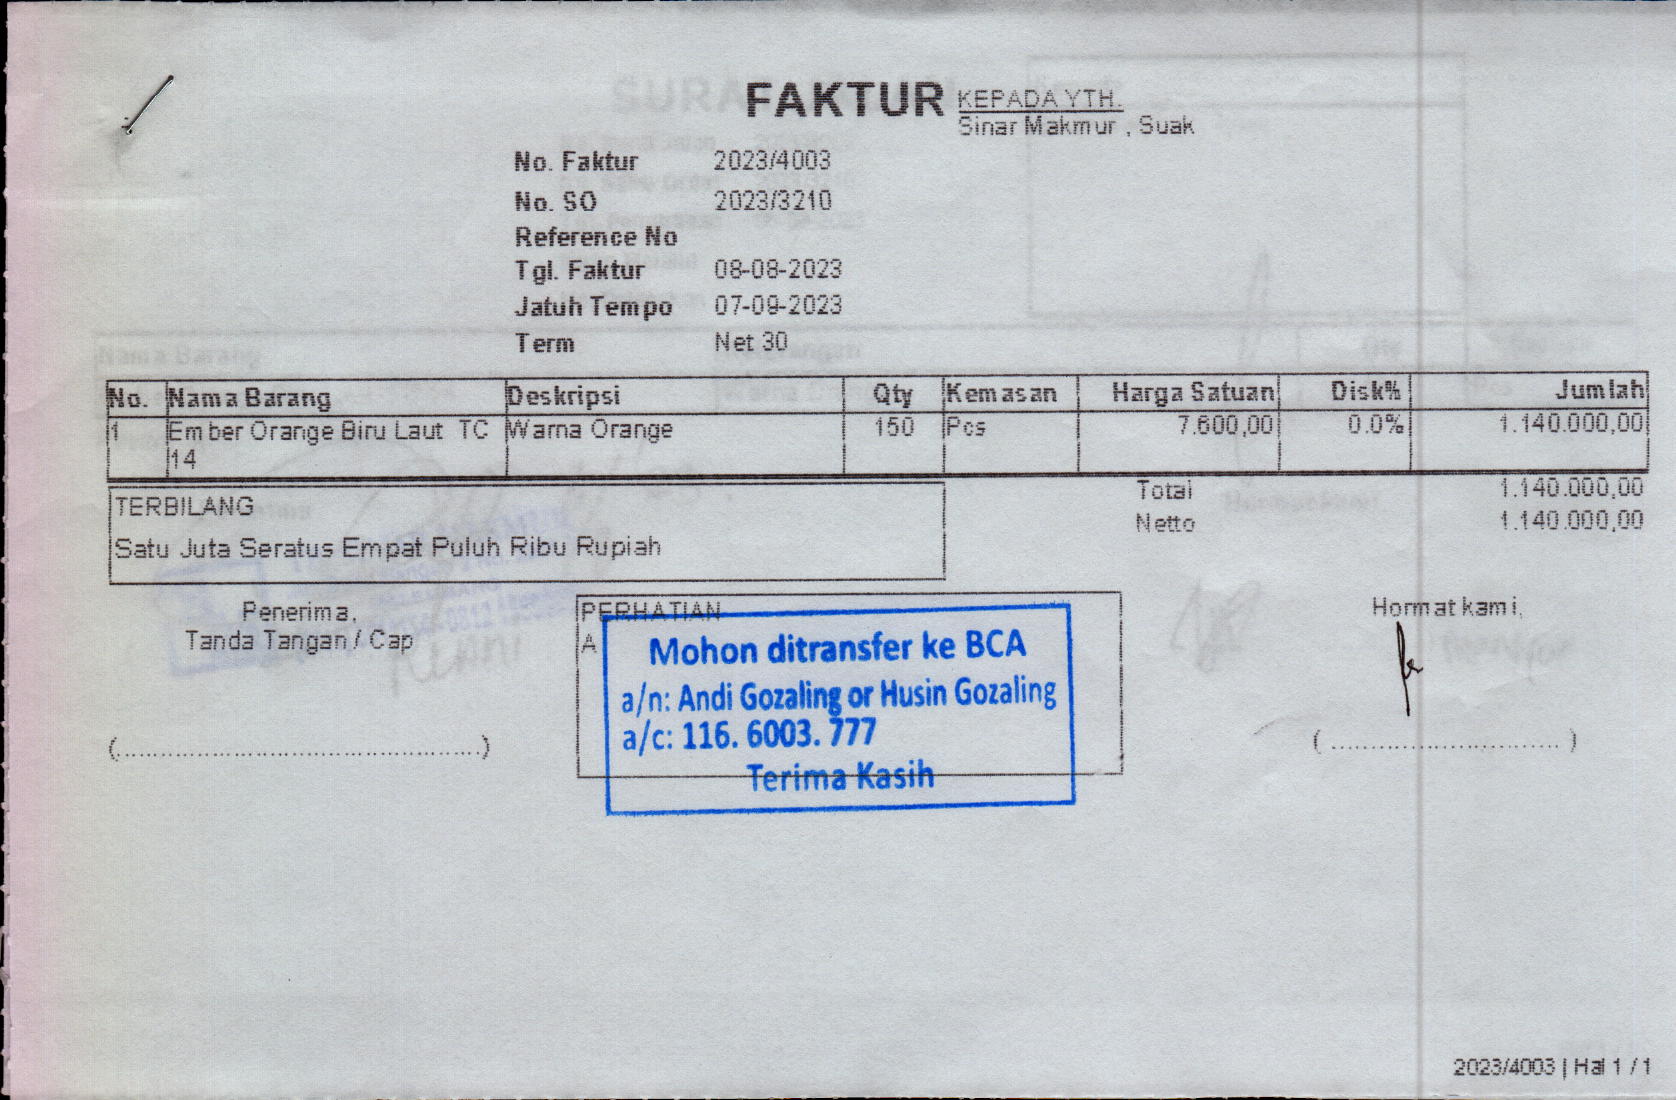 FAKTUR
KEPADA YTH.
Sinar Makmur , Suak
No. Faktur 2023/4003
No. SO 2023/3210
Reference No
Tgl. Faktur 08-08-2023
Jatuh Tempo 07-09-2023
Term Net 30
No. Nama Barang Deskripsi Qty Kemasan Harga Satuan Disk% Jumlah
1 Ember Orange Biru Laut TC Warna Orange 150 Pcs 7.600,00 0.0% 1.140.000,00
14
Total 1.140.000,00
Netto 1.140.000,00
TERBILANG
Satu Juta Seratus Empat Puluh Ribu Rupiah
Penerima,
Tanda Tangan / Cap
(............................................)
PERHATIAN
A
Mohon ditransfer ke BCA
a/n: Andi Gozaling or Husin Gozaling
a/c: 116. 6003. 777
Terima Kasih
Hormat kami,
( ............................ )
2023/4003 | Hal 1 / 1